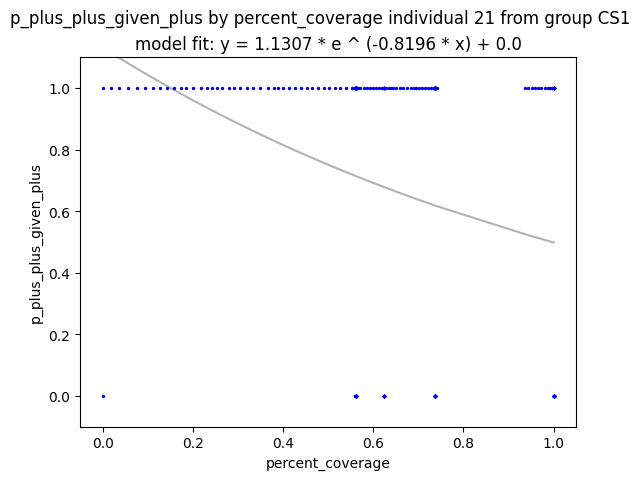 p_plus_plus_given_plus by percent_coverage individual 21 from group CS1
model fit: y = 1.1307 * e ^ (-0.8196 * x) + 0.0
1.0
0.8
0.6
0.4
0.2
0.0
p_plus_plus_given_plus
0.0 0.2 0.4 0.6 0.8 1.0
percent_coverage